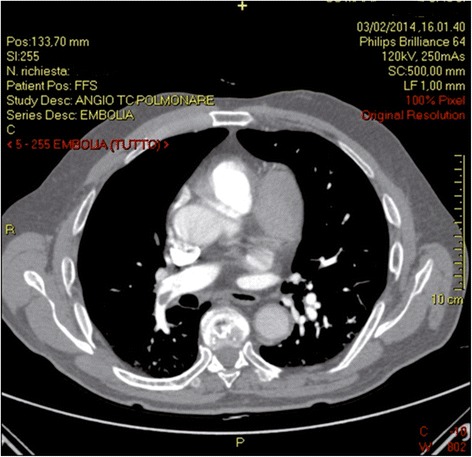 03/02/2014 ,16.01.40
Pos:133,70 mm
Philips Brilliance 64
SI:255
120kV, 250mAs
N. richiesta:
SC:500,00 mm
Patient Pos: FFS
LF 1,00 mm
Study Desc: ANGIO TC POLMONARE
100% Pixel
Series Desc: EMBOLIA
Original Resolution
C
< 5 - 255 EMBOLIA (TUTTO) >
R
10 cm
P
C
W 802